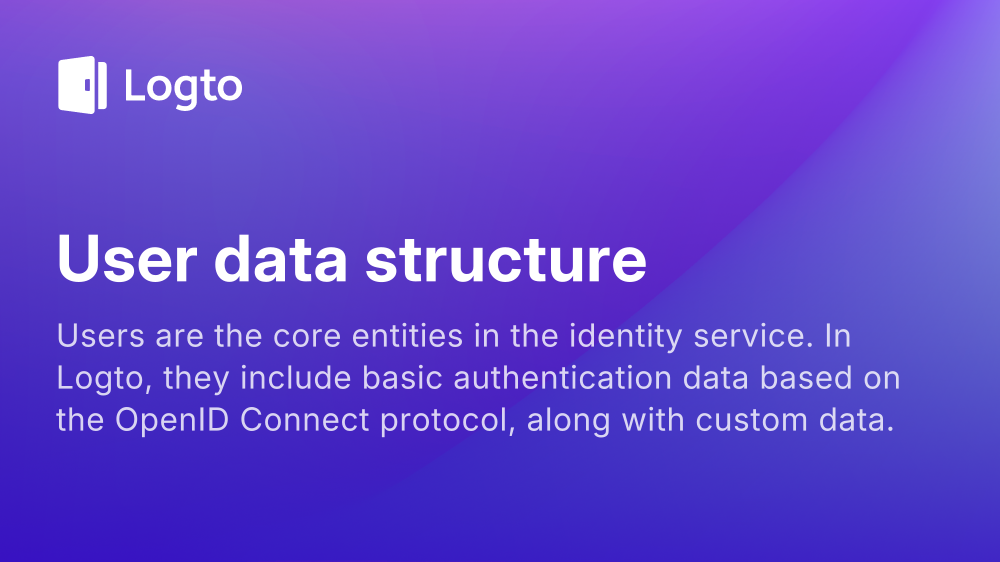 Logto
User data structure
Users are the core entities in the identity service. In
Logto, they include basic authentication data based on
the OpenID Connect protocol, along with custom data.